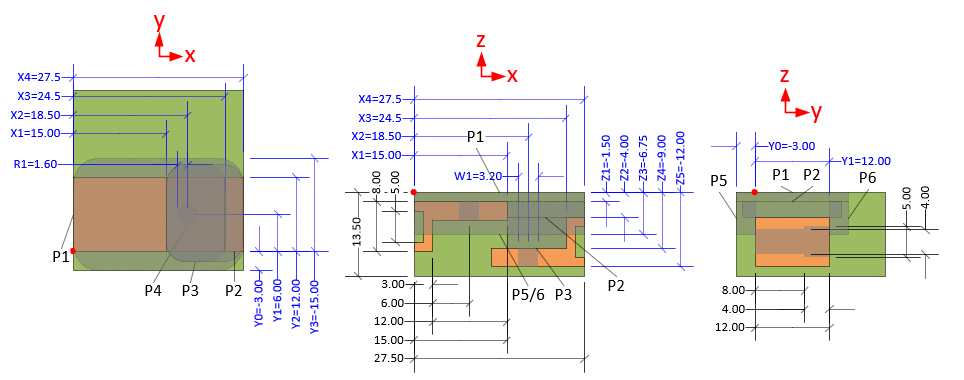 y
x
X4=27.5
X3=24.5
X2=18.50
X1=15.00
R1=1.60
P1
P4
P3
P2
Y0=-3.00
Y1=6.00
Y2=12.00
Y3=-15.00
z
x
X4=27.5
X3=24.5
X2=18.50
X1=15.00
P1
W1=3.20
Z1=-1.50
Z2=-4.00
Z3=-6.75
Z4=-9.00
Z5=-12.00
8.00
5.00
13.50
3.00
6.00
12.00
15.00
27.50
P5/6
P3
P2
z
y
Y0=-3.00
Y1=12.00
P5
P1
P2
P6
5.00
4.00
8.00
4.00
12.00